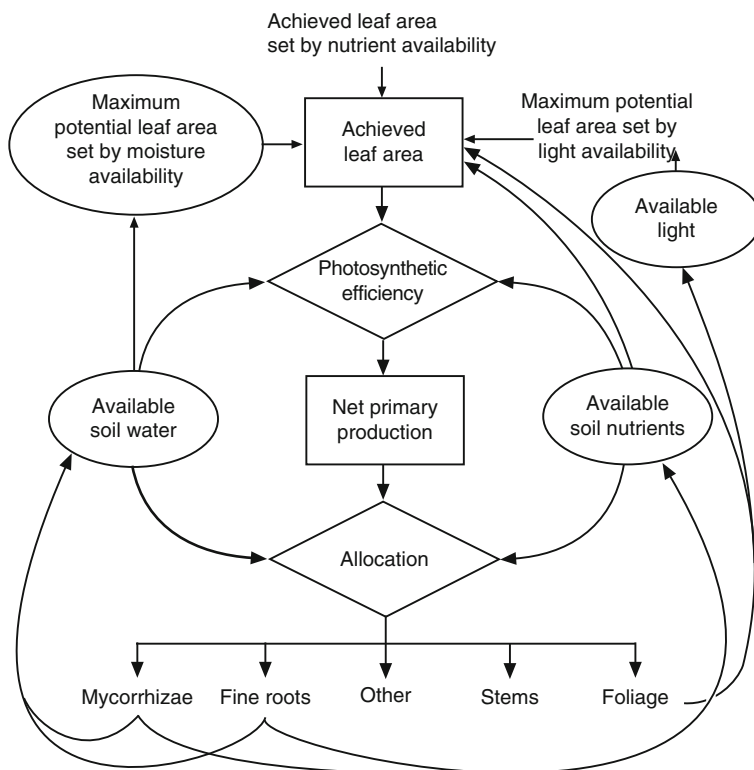 Achieved leaf area
set by nutrient availability
Maximum
potential leaf area
set by moisture
availability
Achieved
leaf area
Maximum potential
leaf area set by
light availability
Available
light
Photosynthetic
efficiency
Available
soil water
Net primary
production
Available
soil nutrients
Allocation
Mycorrhizae
Fine roots
Other
Stems
Foliage